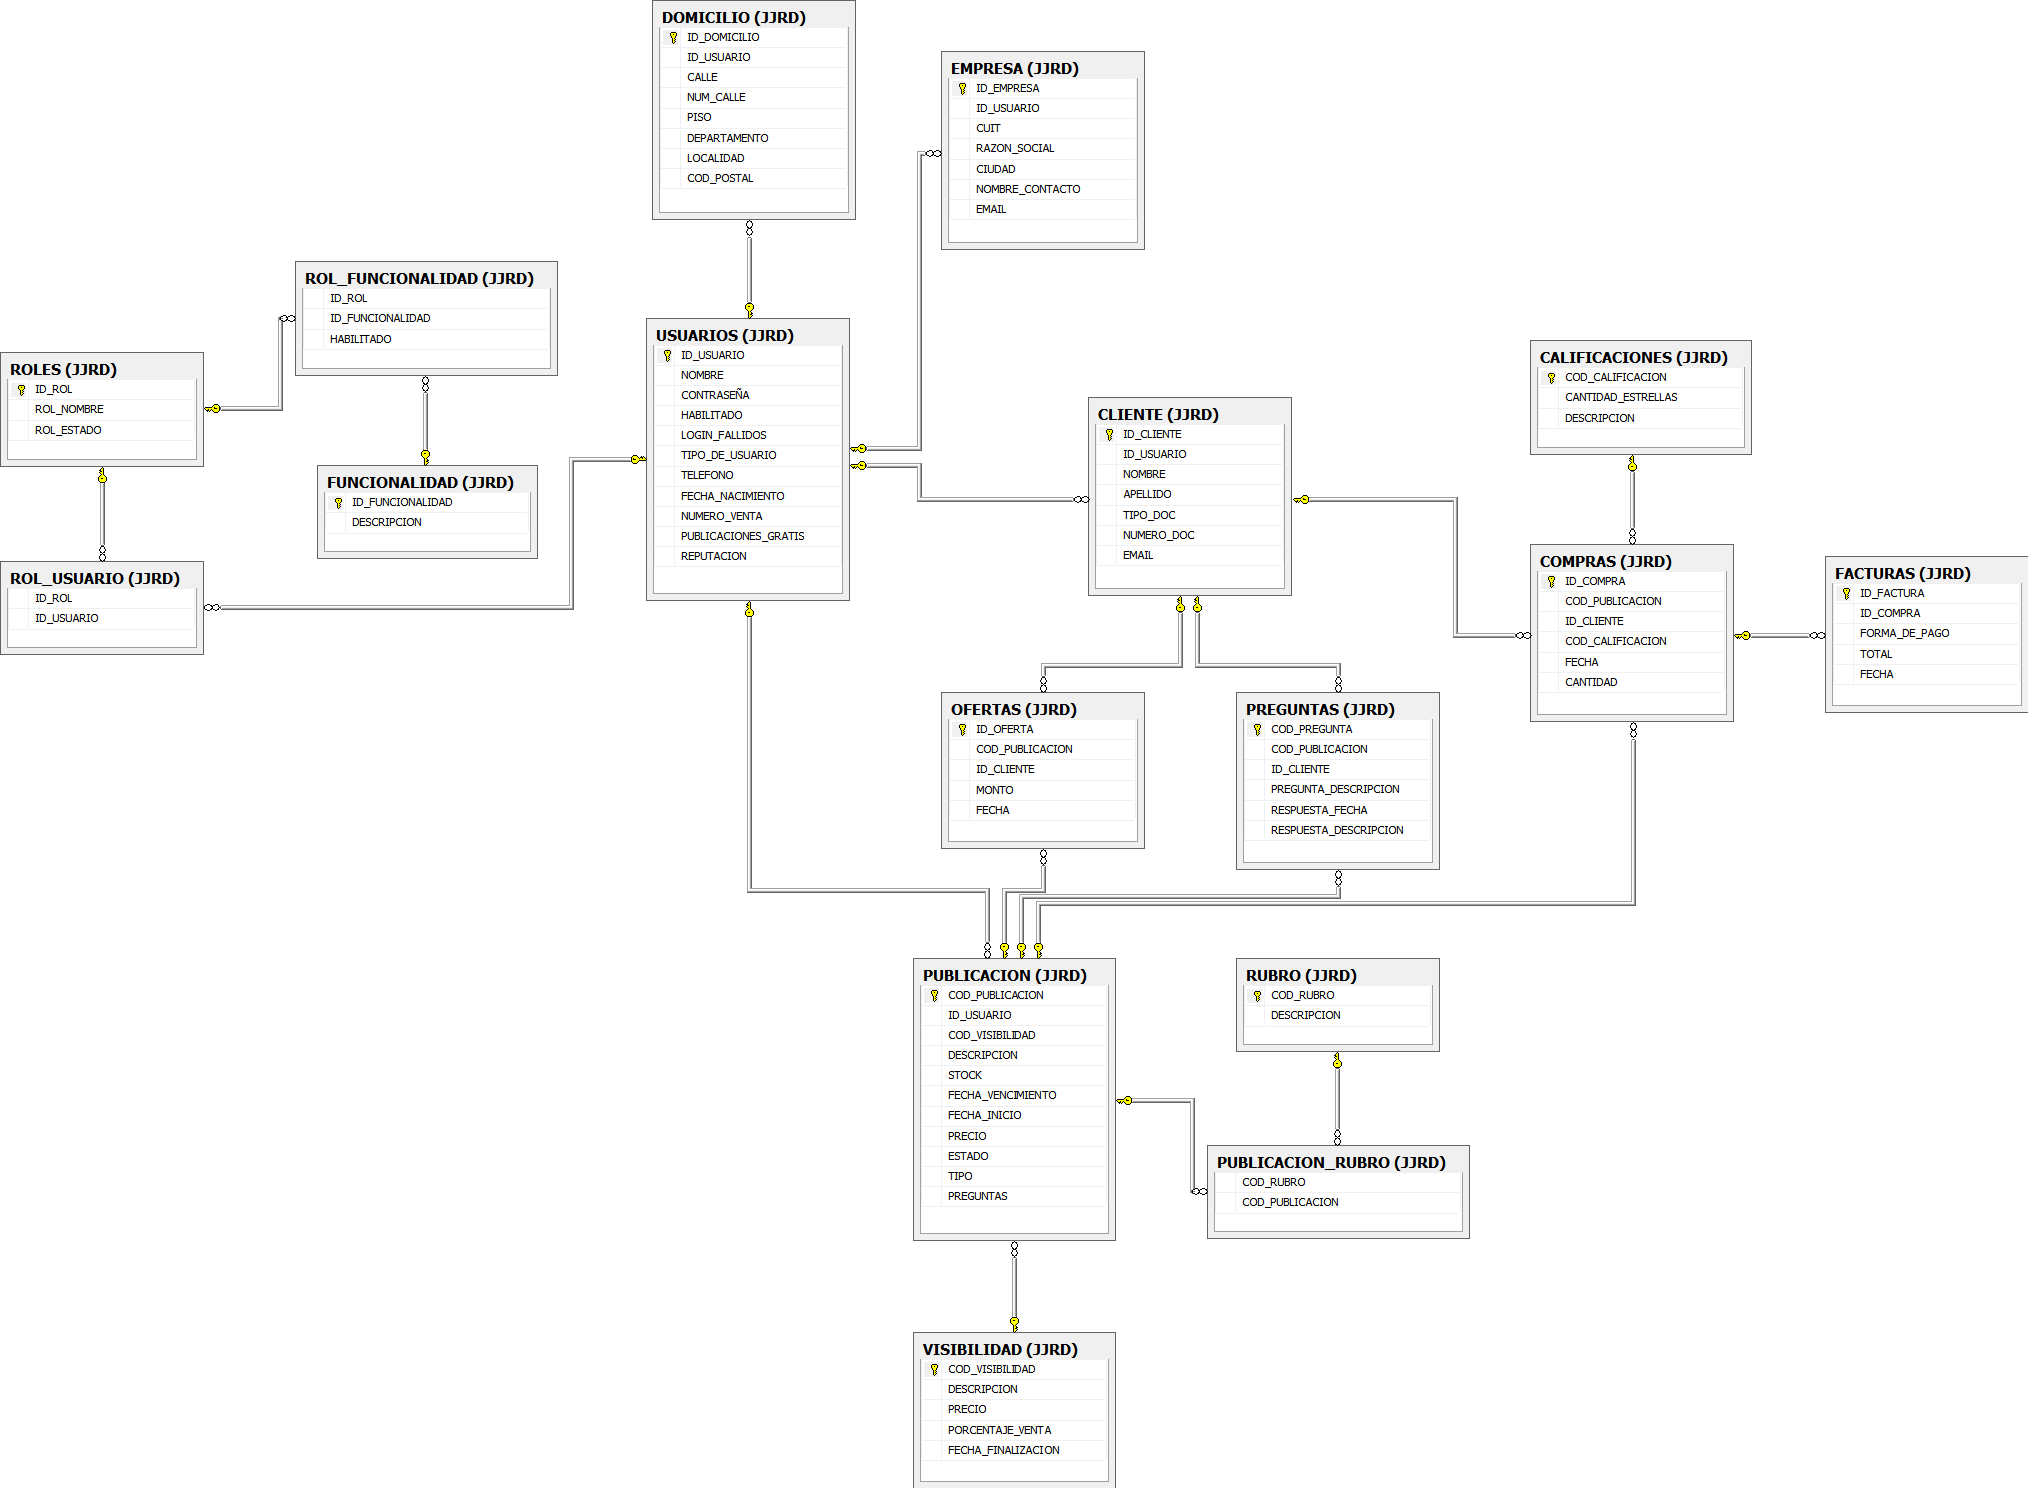 DOMICILIO (JJRD)
ID_DOMICILIO
ID_USUARIO
CALLE
NUM_CALLE
PISO
DEPARTAMENTO
LOCALIDAD
COD_POSTAL
EMPRESA (JJRD)
ID_EMPRESA
ID_USUARIO
CUIT
RAZON_SOCIAL
CIUDAD
NOMBRE_CONTACTO
EMAIL
ROL_FUNCIONALIDAD (JJRD)
ID_ROL
ID_FUNCIONALIDAD
HABILITADO
ROLES (JJRD)
ID_ROL
ROL_NOMBRE
ROL_ESTADO
FUNCIONALIDAD (JJRD)
ID_FUNCIONALIDAD
DESCRIPCION
ROL_USUARIO (JJRD)
ID_ROL
ID_USUARIO
USUARIOS (JJRD)
ID_USUARIO
NOMBRE
CONTRASEÑA
HABILITADO
LOGIN_FALLIDOS
TIPO_DE_USUARIO
TELEFONO
FECHA_NACIMIENTO
NUMERO_VENTA
PUBLICACIONES_GRATIS
REPUTACION
CLIENTE (JJRD)
ID_CLIENTE
ID_USUARIO
NOMBRE
APELLIDO
TIPO_DOC
NUMERO_DOC
EMAIL
CALIFICACIONES (JJRD)
COD_CALIFICACION
CANTIDAD_ESTRELLAS
DESCRIPCION
COMPRAS (JJRD)
ID_COMPRA
COD_PUBLICACION
ID_CLIENTE
COD_CALIFICACION
FECHA
CANTIDAD
FACTURAS (JJRD)
ID_FACTURA
ID_COMPRA
FORMA_DE_PAGO
TOTAL
FECHA
OFERTAS (JJRD)
ID_OFERTA
COD_PUBLICACION
ID_CLIENTE
MONTO
FECHA
PREGUNTAS (JJRD)
COD_PREGUNTA
COD_PUBLICACION
ID_CLIENTE
PREGUNTA_DESCRIPCION
RESPUESTA_FECHA
RESPUESTA_DESCRIPCION
PUBLICACION (JJRD)
COD_PUBLICACION
ID_USUARIO
COD_VISIBILIDAD
DESCRIPCION
STOCK
FECHA_VENCIMIENTO
FECHA_INICIO
PRECIO
ESTADO
TIPO
PREGUNTAS
RUBRO (JJRD)
COD_RUBRO
DESCRIPCION
PUBLICACION_RUBRO (JJRD)
COD_RUBRO
COD_PUBLICACION
VISIBILIDAD (JJRD)
COD_VISIBILIDAD
DESCRIPCION
PRECIO
PORCENTAJE_VENTA
FECHA_FINALIZACION